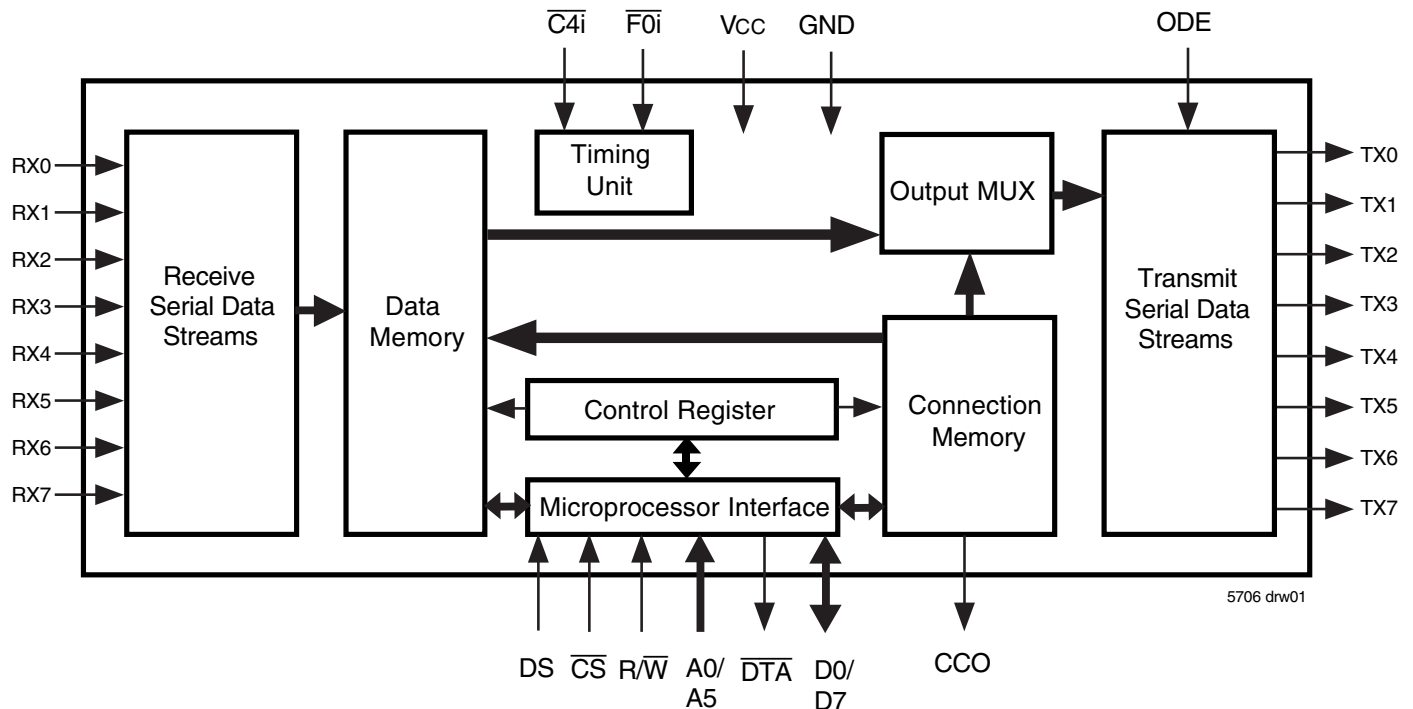 C4i F0i VCC GND ODE
RX0
RX1
RX2
RX3
RX4
RX5
RX6
RX7
Receive
Serial Data
Streams
Data
Memory
Timing
Unit
Output MUX
Control Register
Microprocessor Interface
Connection
Memory
Transmit
Serial Data
Streams
TX0
TX1
TX2
TX3
TX4
TX5
TX6
TX7
5706 drw01
DS CS R/W A0/ DTA D0/ CCO
A5 D7